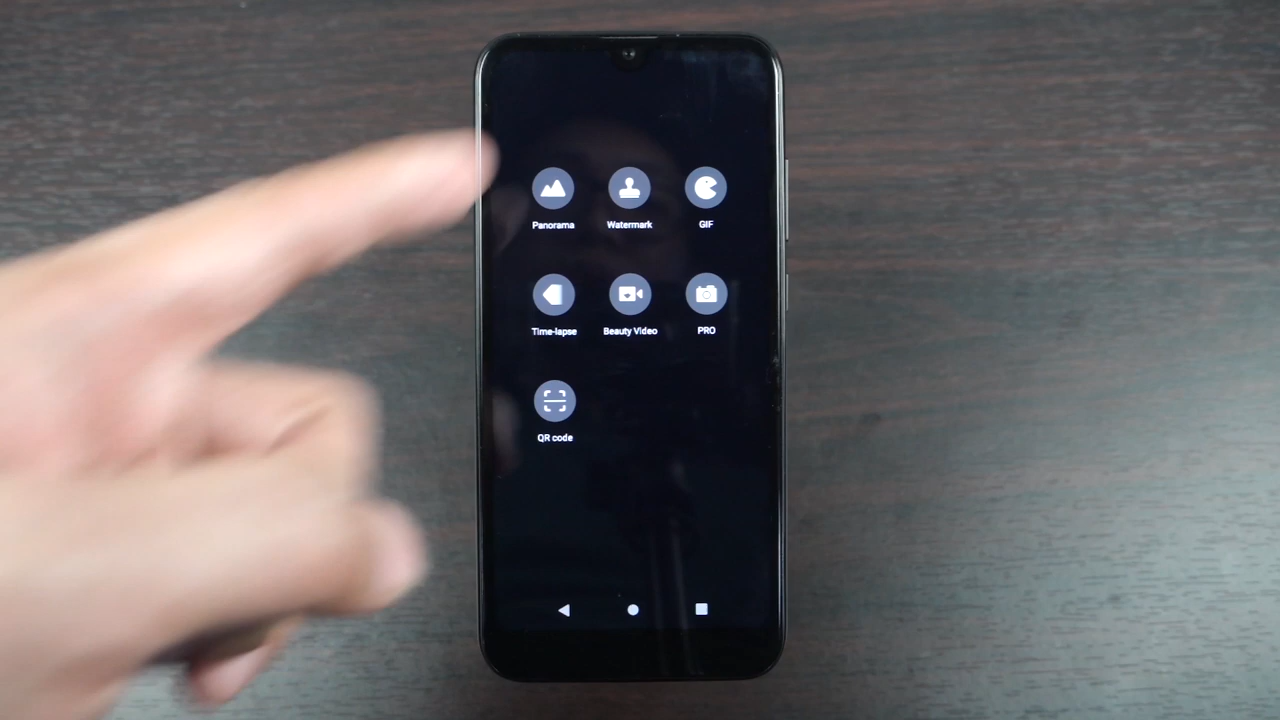 Panorama
Watermark
GIF
Time-lapse
Beauty Video
PRO
QR code